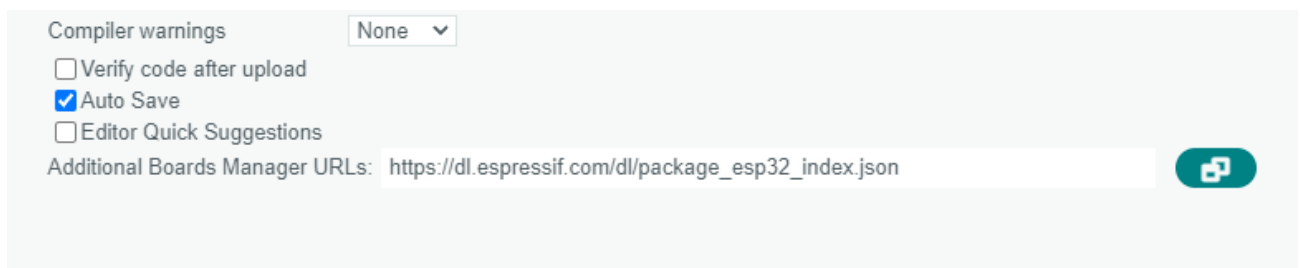 Compiler warnings None
Verify code after upload
Auto Save
Editor Quick Suggestions
Additional Boards Manager URLs: https://dl.espressif.com/dl/package_esp32_index.json